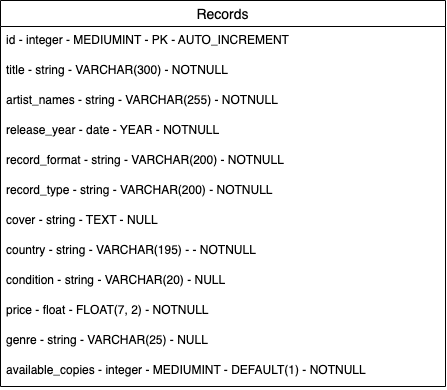 Records
id - integer - MEDIUMINT - PK - AUTO_INCREMENT
title - string - VARCHAR(300) - NOTNULL
artist_names - string - VARCHAR(255) - NOTNULL
release_year - date - YEAR - NOTNULL
record_format - string - VARCHAR(200) - NOTNULL
record_type - string - VARCHAR(200) - NOTNULL
cover - string - TEXT - NULL
country - string - VARCHAR(195) - - NOTNULL
condition - string - VARCHAR(20) - NULL
price - float - FLOAT(7, 2) - NOTNULL
genre - string - VARCHAR(25) - NULL
available_copies - integer - MEDIUMINT - DEFAULT(1) - NOTNULL